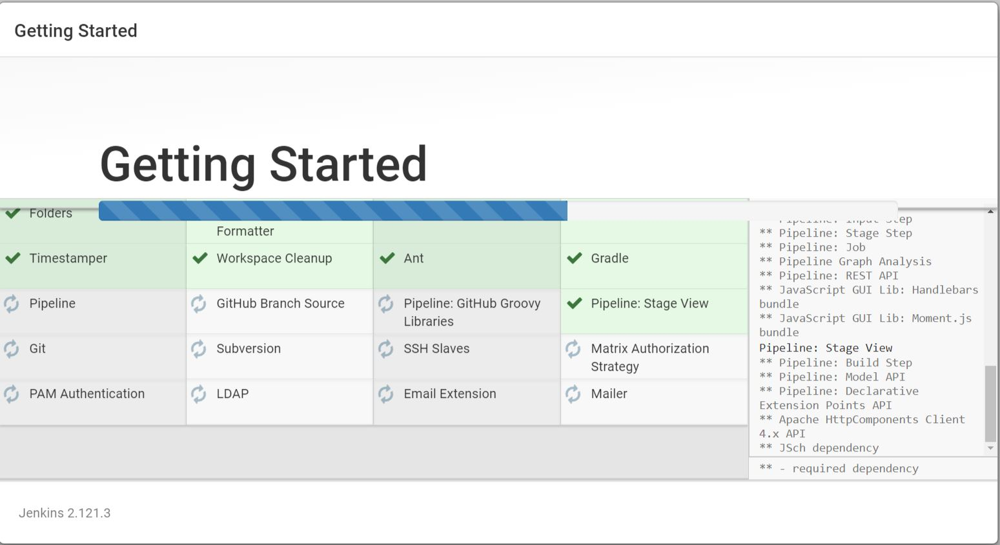 Getting Started
Getting Started
Folders
Formatter
Timestamper
Workspace Cleanup
Ant
Gradle
Pipeline
GitHub Branch Source
Pipeline: GitHub Groovy
Libraries
Pipeline: Stage View
Git
Subversion
SSH Slaves
Matrix Authorization
Strategy
PAM Authentication
LDAP
Email Extension
Mailer
** Pipeline: Input Step
** Pipeline: Stage Step
** Pipeline: Job
** Pipeline Graph Analysis
** Pipeline: REST API
** JavaScript GUI Lib: Handlebars
bundle
** JavaScript GUI Lib: Moment.js
bundle
Pipeline: Stage View
** Pipeline: Build Step
** Pipeline: Model API
** Pipeline: Declarative
Extension Points API
** Apache HttpComponents Client
4.x API
** JSch dependency
** - required dependency
Jenkins 2.121.3